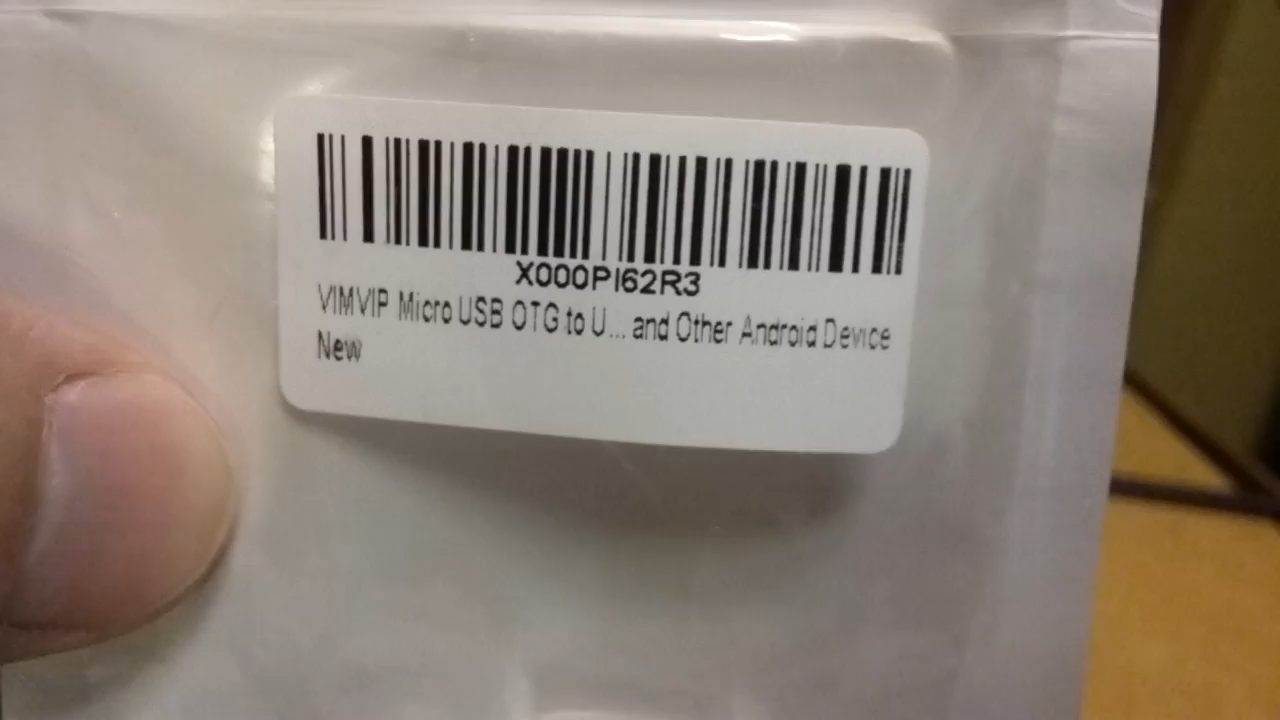 X000PI62R3
VIMVIP Micro USB OTG to U... and Other Android Device
New